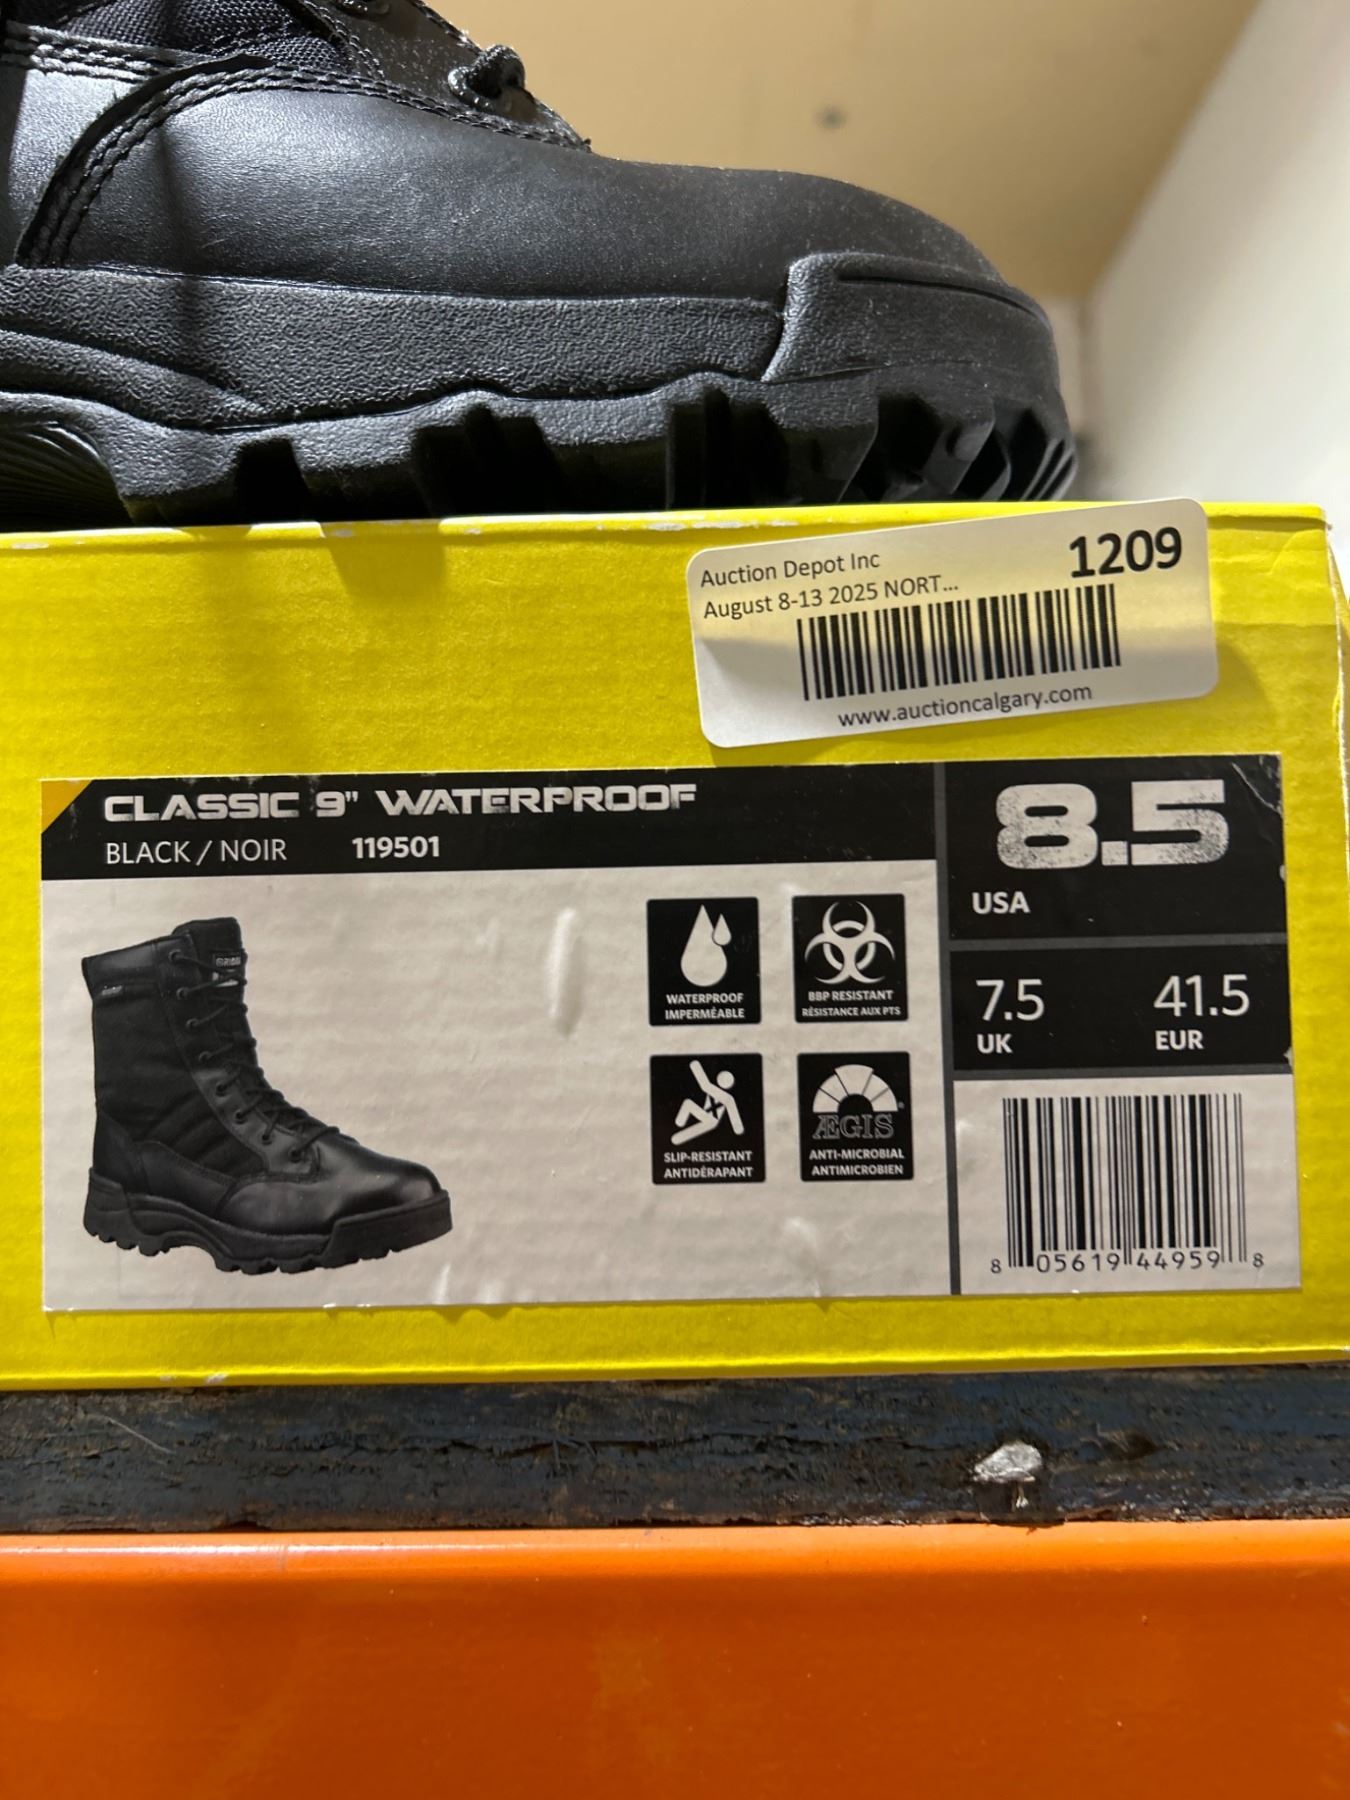 Auction Depot Inc
1209
August 8-13 2025 NORT...
www.auctioncalgary.com
CLASSIC 9" WATERPROOF
BLACK / NOIR 119501
8.5
USA
7.5
UK
41.5
EUR
WATERPROOF
IMPERMÉABLE
BBP RESISTANT
RÉSISTANCE AUX PTS
SLIP-RESISTANT
ANTIDÉRAPANT
ÆGIS
ANTI-MICROBIAL
ANTIMICROBIEN
8 05619 44959 8